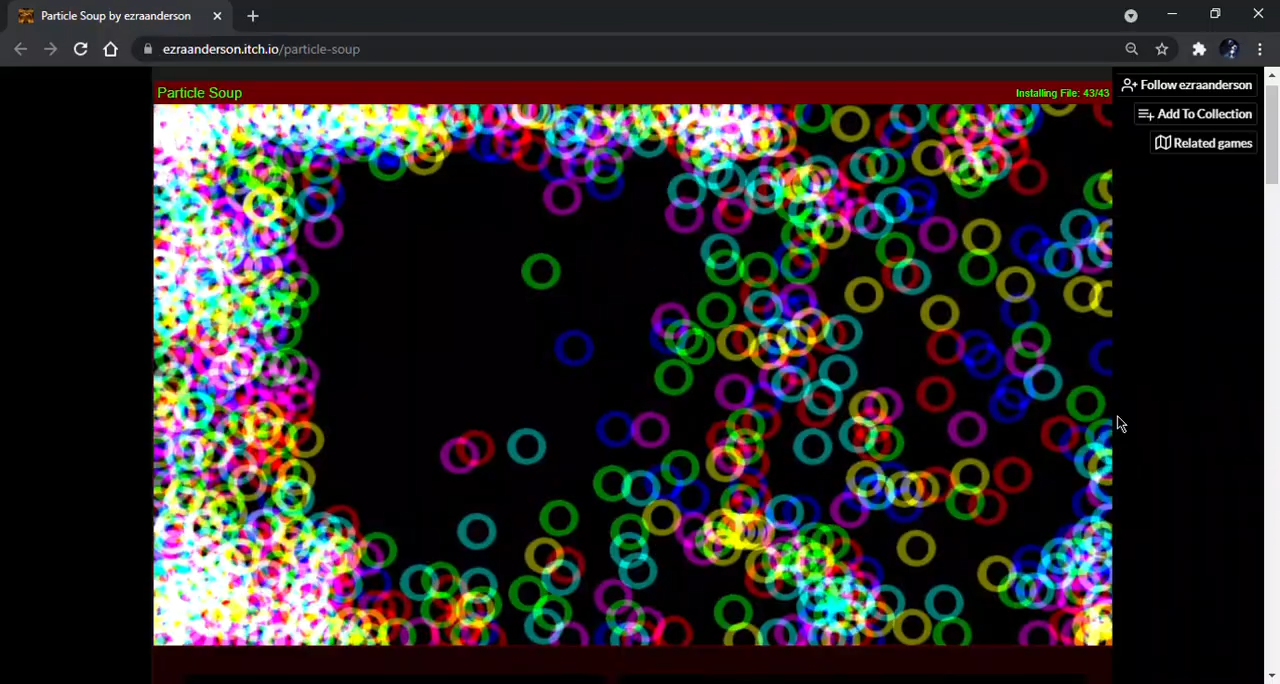 Particle Soup by ezraanderson
ezraanderson.itch.io/particle-soup
Particle Soup
Installing File: 43/43
Follow ezraanderson
Add To Collection
Related games